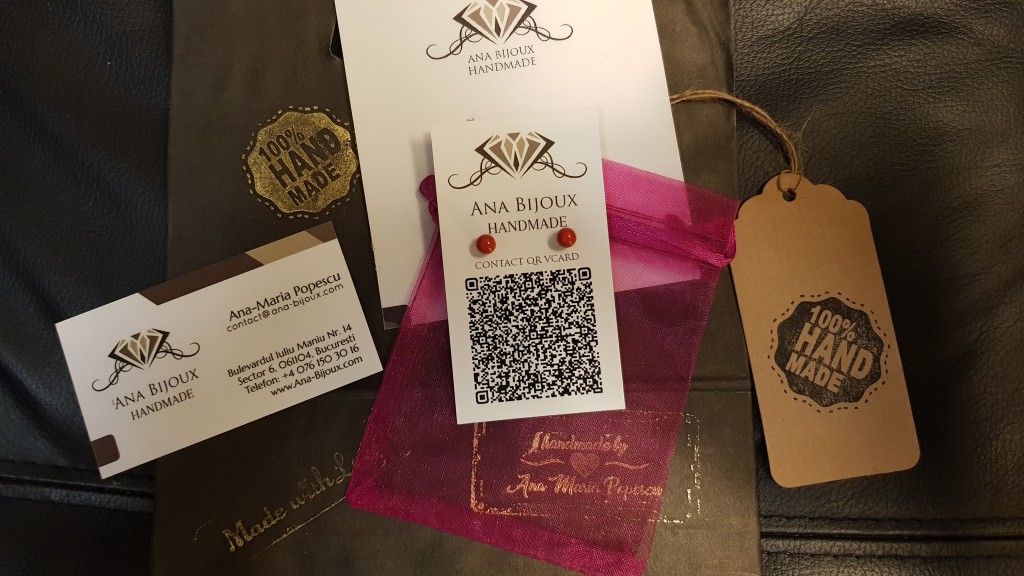 ANA BIJOUX
HANDMADE
100%
HAND
MADE
ANA BIJOUX
HANDMADE
CONTACT QR VCARD
Ana-Maria Popescu
contact@ana-bijoux.com
Bulevardul Iuliu Maniu Nr. 14
Sector 6, 061104, Bucuresti
Telefon: +4 076 150 30 16
www.Ana-Bijoux.com
ANA BIJOUX
HANDMADE
100%
HAND
MADE
Made with
Handmade by
Ana Maria Popescu